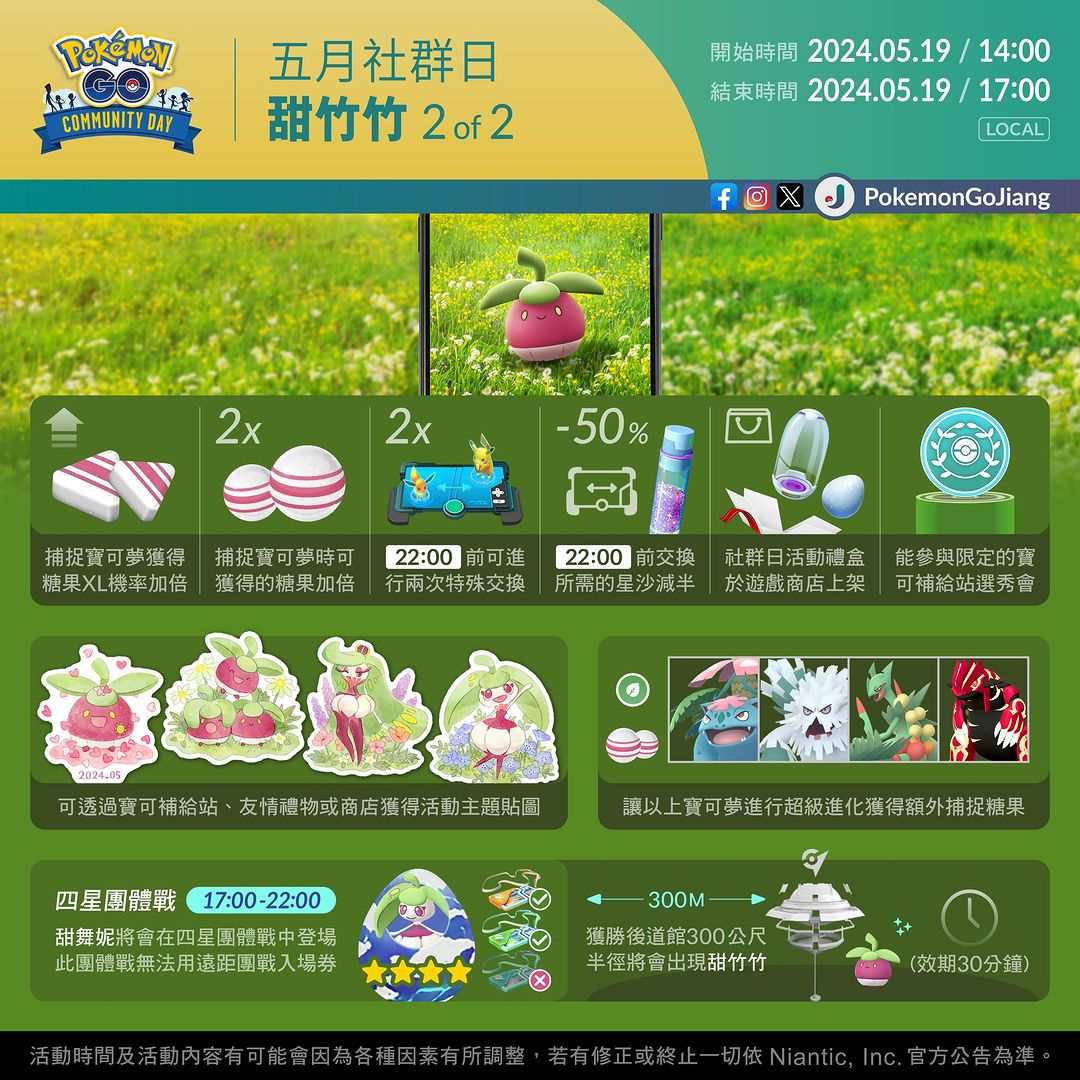 POKÉMON
GO
COMMUNITY DAY
五月社群日
甜竹竹 2 of 2
開始時間 2024.05.19 / 14:00
結束時間 2024.05.19 / 17:00
LOCAL
PokemonGoJiang
捕捉寶可夢獲得
糖果XL機率加倍
2x
捕捉寶可夢時可
獲得的糖果加倍
2x
22:00 前可進
行兩次特殊交換
-50%
22:00 前交換
所需的星沙減半
社群日活動禮盒
於遊戲商店上架
能參與限定的寶
可補給站選秀會
2024.05
可透過寶可補給站、友情禮物或商店獲得活動主題貼圖
讓以上寶可夢進行超級進化獲得額外捕捉糖果
四星團體戰 17:00-22:00
甜舞妮將會在四星團體戰中登場
此團體戰無法用遠距團戰入場券
300M
獲勝後道館300公尺
半徑將會出現甜竹竹
(效期30分鐘)
活動時間及活動內容有可能會因為各種因素有所調整，若有修正或終止一切依 Niantic, Inc. 官方公告為準。